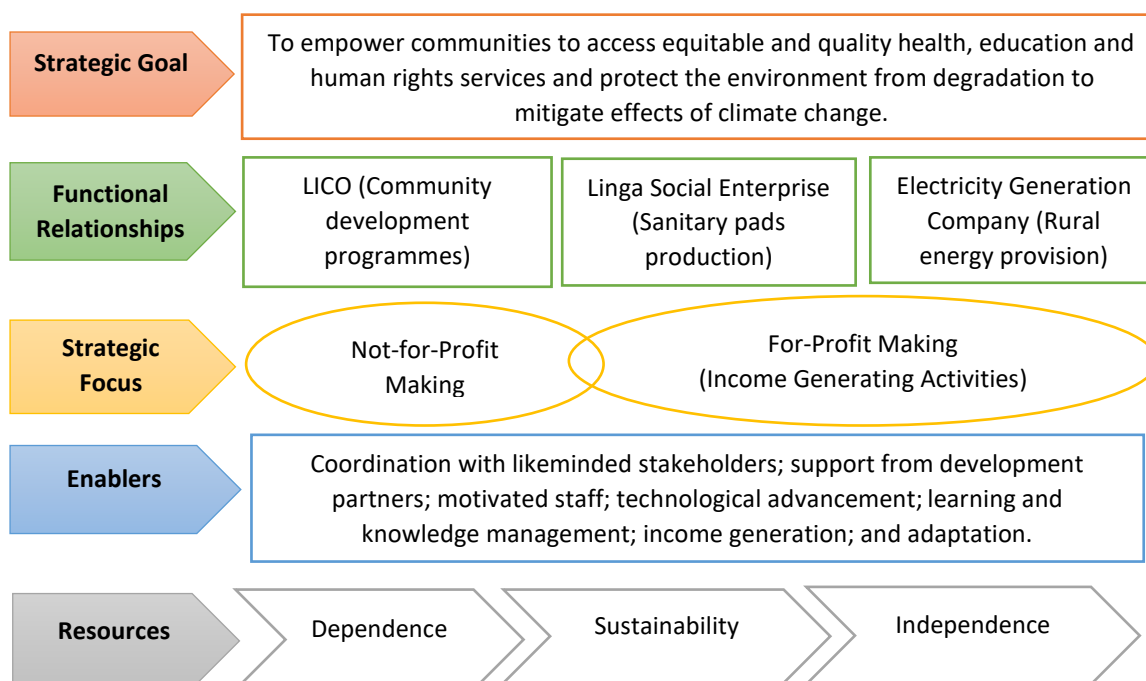 Strategic Goal
To empower communities to access equitable and quality health, education and
human rights services and protect the environment from degradation to
mitigate effects of climate change.
Functional
Relationships
LICO (Community
development
programmes)
Linga Social Enterprise
(Sanitary pads
production)
Electricity Generation
Company (Rural
energy provision)
Strategic
Focus
Not-for-Profit
Making
For-Profit Making
(Income Generating Activities)
Enablers
Coordination with likeminded stakeholders; support from development
partners; motivated staff; technological advancement; learning and
knowledge management; income generation; and adaptation.
Resources
Dependence
Sustainability
Independence